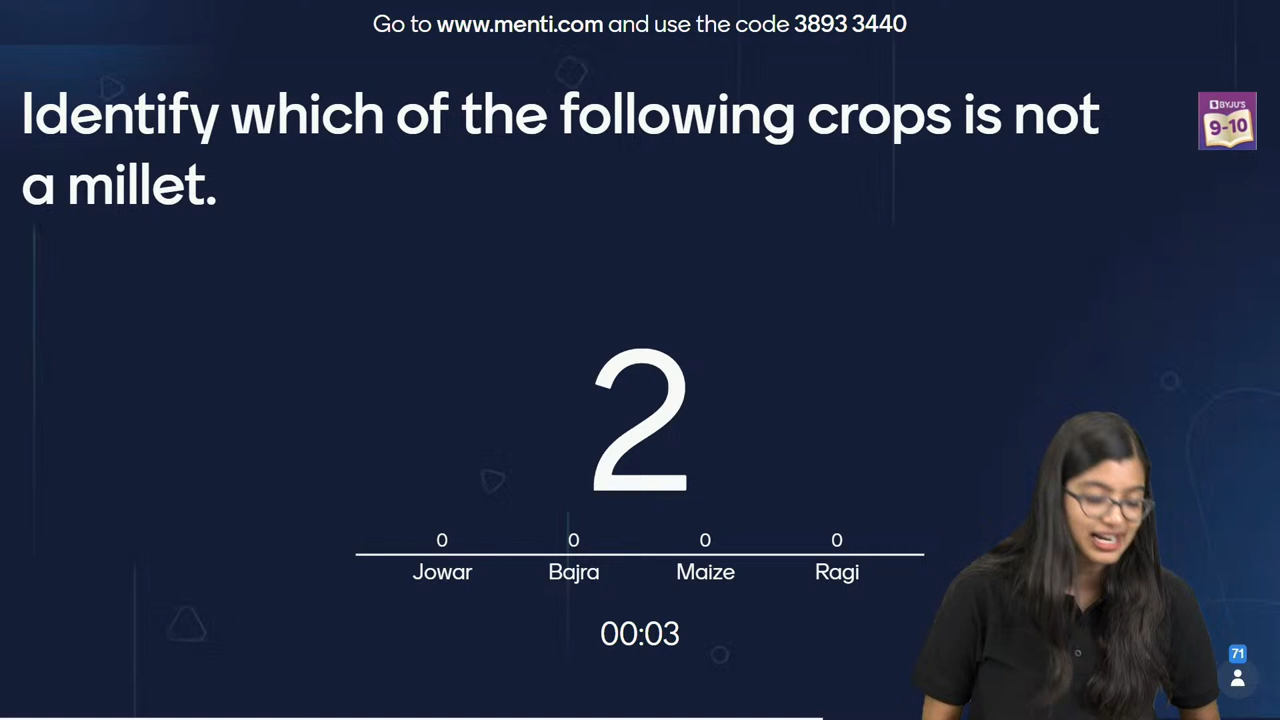 Go to www.menti.com and use the code 3893 3440
Identify which of the following crops is not
a millet.
BYJU'S
9-10
2
0 0 0 0
Jowar Bajra Maize Ragi
00:03
71